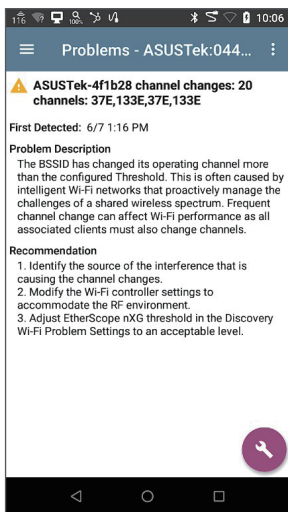 116 100% 10:06
Problems - ASUSTek:044...
ASUSTek-4f1b28 channel changes: 20
channels: 37E,133E,37E,133E
First Detected: 6/7 1:16 PM
Problem Description
The BSSID has changed its operating channel more
than the configured Threshold. This is often caused by
intelligent Wi-Fi networks that proactively manage the
challenges of a shared wireless spectrum. Frequent
channel change can affect Wi-Fi performance as all
associated clients must also change channels.
Recommendation
1. Identify the source of the interference that is
causing the channel changes.
2. Modify the Wi-Fi controller settings to
accommodate the RF environment.
3. Adjust EtherScope nXG threshold in the Discovery
Wi-Fi Problem Settings to an acceptable level.